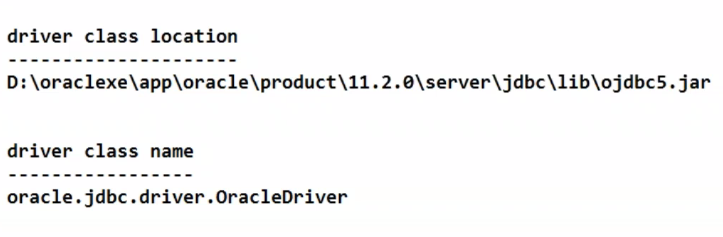 driver class location
----------------------
D:\oraclexe\app\oracle\product\11.2.0\server\jdbc\lib\ojdbc5.jar
driver class name
-----------------
oracle.jdbc.driver.OracleDriver